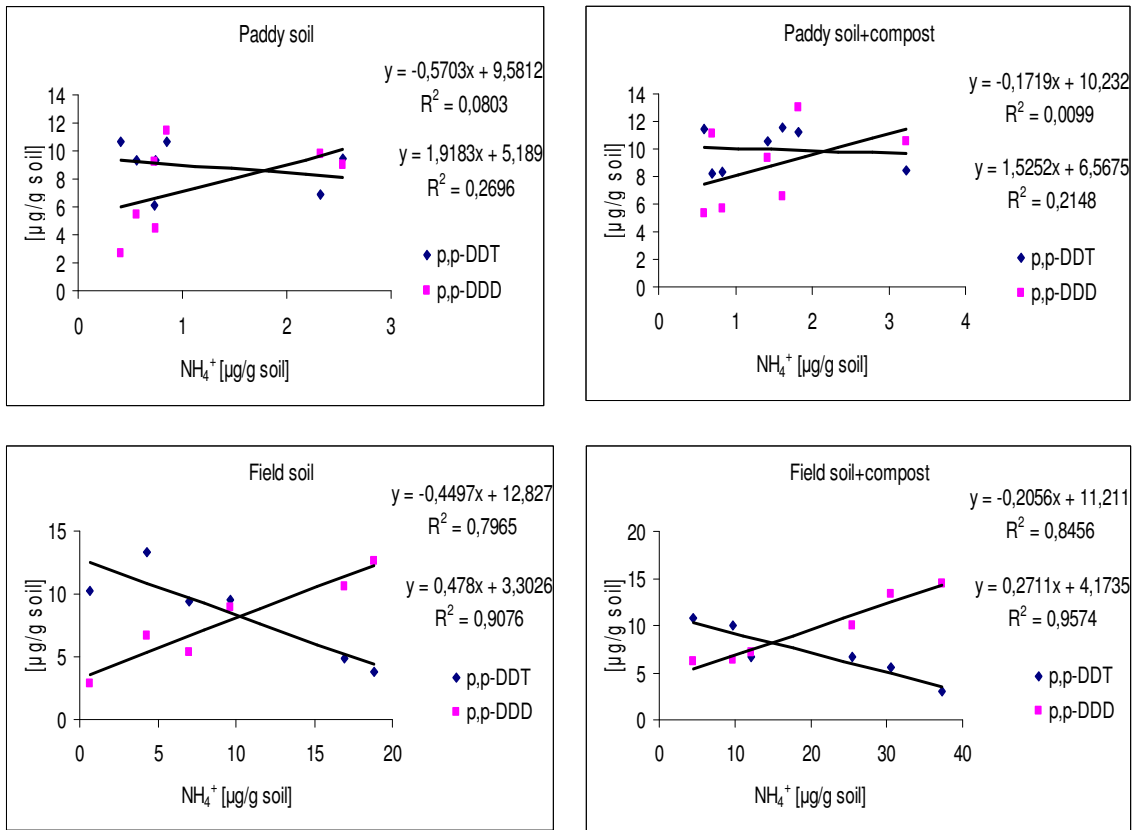 Paddy soil
y = -0,5703x + 9,5812
R² = 0,0803
y = 1,9183x + 5,189
R² = 0,2696
[µg/g soil]
14
12
10
8
6
4
2
0
0 1 2 3
NH₄⁺ [µg/g soil]
p,p-DDT
p,p-DDD
Paddy soil+compost
y = -0,1719x + 10,232
R² = 0,0099
y = 1,5252x + 6,5675
R² = 0,2148
[µg/g soil]
14
12
10
8
6
4
2
0
0 1 2 3 4
NH₄⁺ [µg/g soil]
p,p-DDT
p,p-DDD
Field soil
y = -0,4497x + 12,827
R² = 0,7965
y = 0,478x + 3,3026
R² = 0,9076
[µg/g soil]
15
10
5
0
0 5 10 15 20
NH₄⁺ [µg/g soil]
p,p-DDT
p,p-DDD
Field soil+compost
y = -0,2056x + 11,211
R² = 0,8456
y = 0,2711x + 4,1735
R² = 0,9574
[µg/g soil]
20
15
10
5
0
0 10 20 30 40
NH₄⁺ [µg/g soil]
p,p-DDT
p,p-DDD